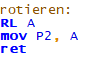 rotieren:
RL A
mov P2, A
ret